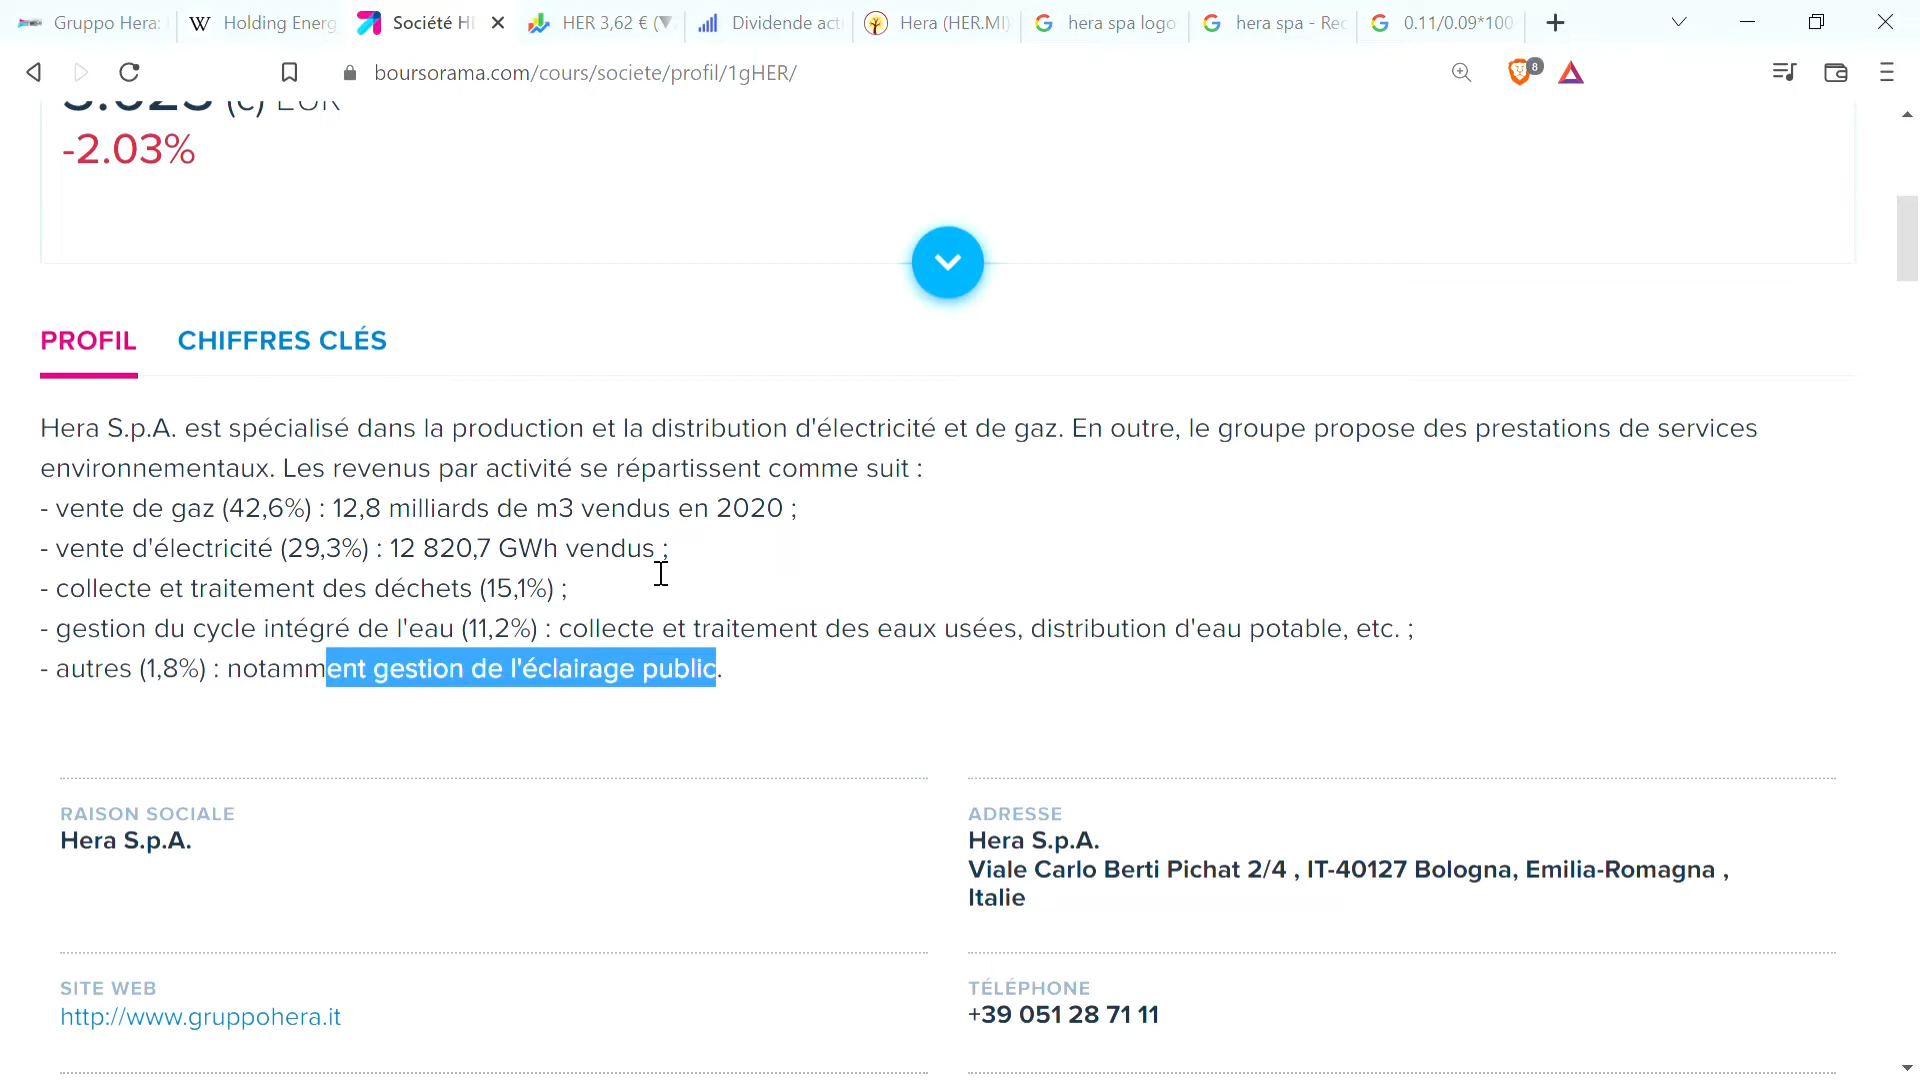 Gruppo Hera:
Holding Energ
Société H
HER 3,62 € (▼
Dividende act
Hera (HER.MI)
hera spa logo
hera spa - Rec
0.11/0.09*100
boursorama.com/cours/societe/profil/1gHER/
8
(c) EUR
-2.03%
PROFIL CHIFFRES CLÉS
Hera S.p.A. est spécialisé dans la production et la distribution d'électricité et de gaz. En outre, le groupe propose des prestations de services
environnementaux. Les revenus par activité se répartissent comme suit :
- vente de gaz (42,6%) : 12,8 milliards de m3 vendus en 2020 ;
- vente d'électricité (29,3%) : 12 820,7 GWh vendus ;
- collecte et traitement des déchets (15,1%) ;
- gestion du cycle intégré de l'eau (11,2%) : collecte et traitement des eaux usées, distribution d'eau potable, etc. ;
- autres (1,8%) : notamment gestion de l'éclairage public.
RAISON SOCIALE
Hera S.p.A.
ADRESSE
Hera S.p.A.
Viale Carlo Berti Pichat 2/4 , IT-40127 Bologna, Emilia-Romagna ,
Italie
SITE WEB
http://www.gruppohera.it
TÉLÉPHONE
+39 051 28 71 11